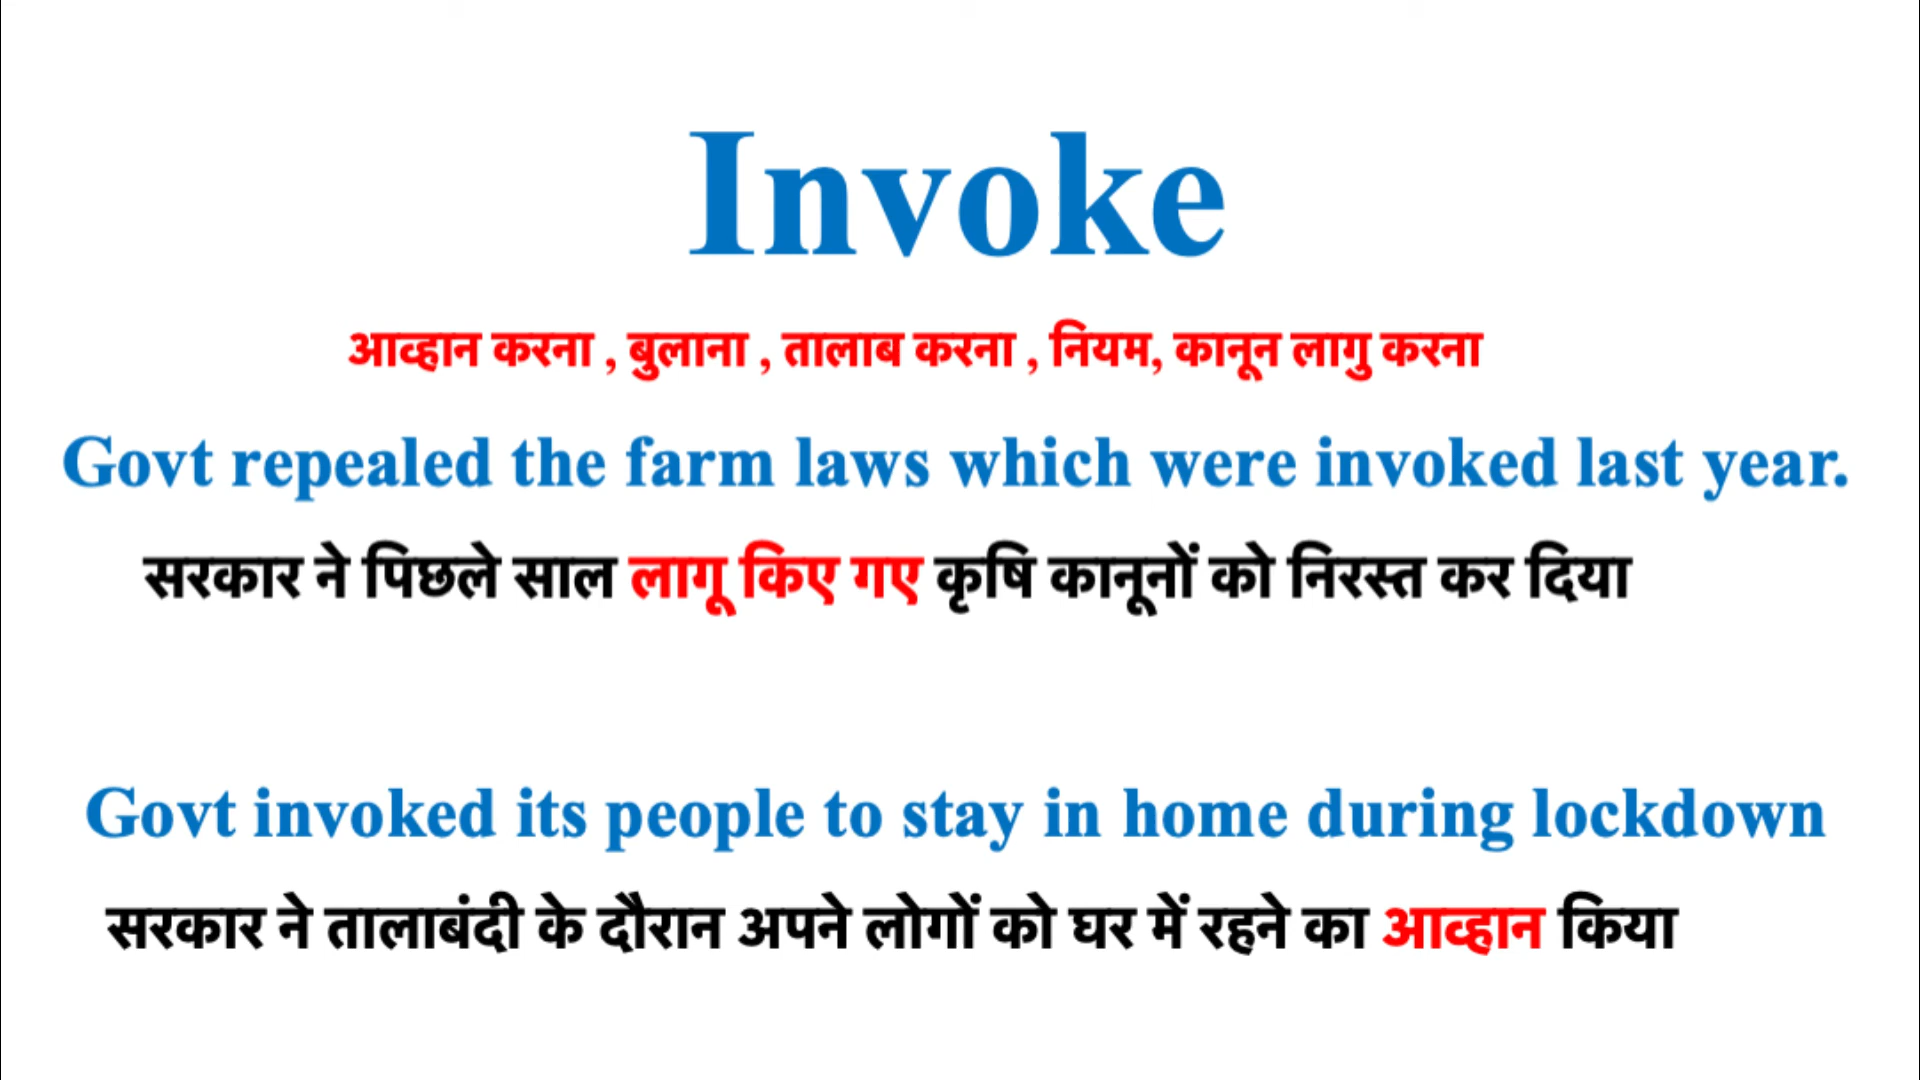 Invoke
आव्हान करना , बुलाना , तालाब करना , नियम, कानून लागु करना
Govt repealed the farm laws which were invoked last year.
सरकार ने पिछले साल लागू किए गए कृषि कानूनों को निरस्त कर दिया
Govt invoked its people to stay in home during lockdown
सरकार ने तालाबंदी के दौरान अपने लोगों को घर में रहने का आव्हान किया